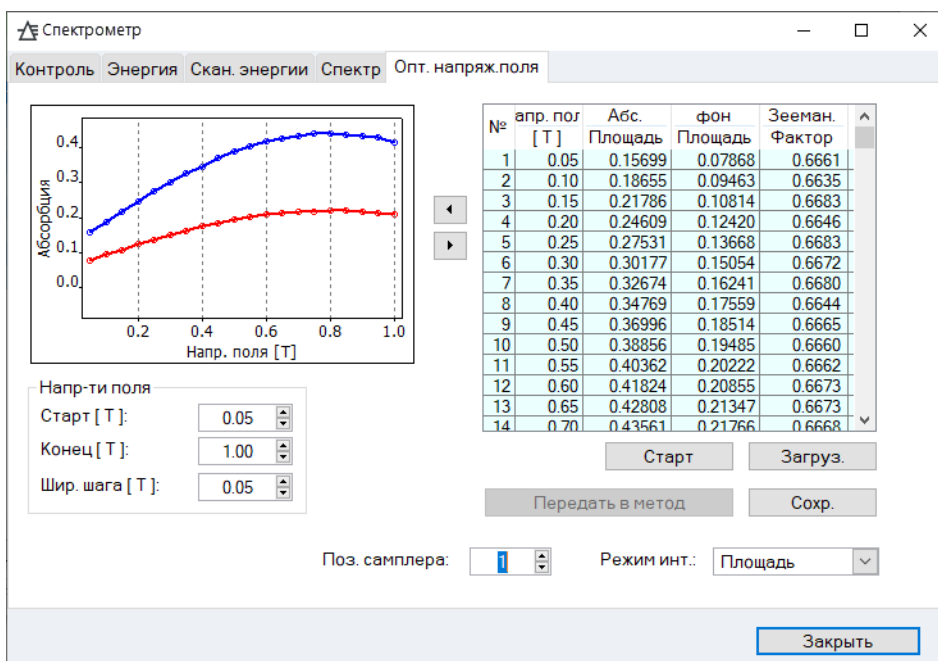 Спектрометр
Контроль Энергия Скан. энергии Спектр Опт. напряж.поля
Абсорбция
0.4
0.3
0.2
0.1
0.0
0.2 0.4 0.6 0.8 1.0
Напр. поля [T]
№ апр. пол Абс. фон Зееман.
[ T ] Площадь Площадь Фактор
1 0.05 0.15699 0.07868 0.6661
2 0.10 0.18655 0.09463 0.6635
3 0.15 0.21786 0.10814 0.6683
4 0.20 0.24609 0.12420 0.6646
5 0.25 0.27531 0.13668 0.6683
6 0.30 0.30177 0.15054 0.6672
7 0.35 0.32674 0.16241 0.6680
8 0.40 0.34769 0.17559 0.6644
9 0.45 0.36996 0.18514 0.6665
10 0.50 0.38856 0.19485 0.6660
11 0.55 0.40362 0.20222 0.6662
12 0.60 0.41824 0.20855 0.6673
13 0.65 0.42808 0.21347 0.6673
14 0.70 0.43561 0.21766 0.6668
Напр-ти поля
Старт [ T ]: 0.05
Конец [ T ]: 1.00
Шир. шага [ T ]: 0.05
Старт Загруз.
Передать в метод Сохр.
Поз. самплера: 1 Режим инт.: Площадь
Закрыть